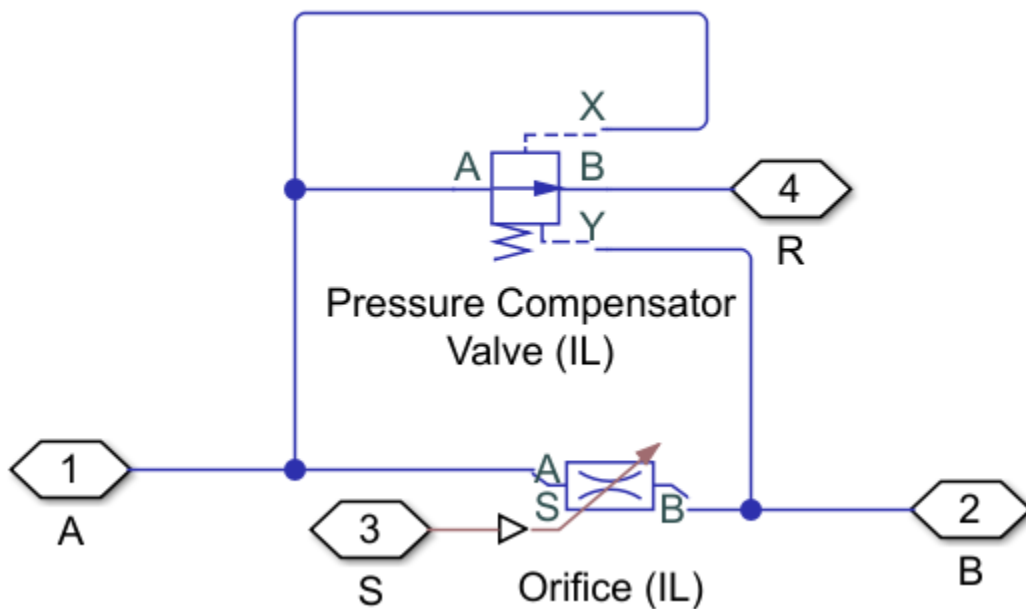 X
A
B
4
R
Y
Pressure Compensator
Valve (IL)
1
A
A
S
B
2
B
3
S
Orifice (IL)